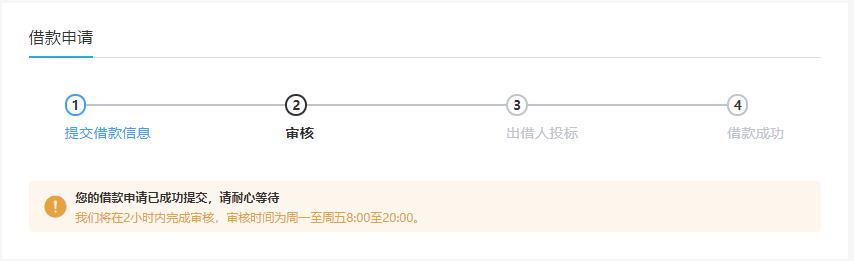 借款申请
1
2
3
4
提交借款信息
审核
出借人投标
借款成功
您的借款申请已成功提交，请耐心等待
我们将在2小时内完成审核，审核时间为周一至周五8:00至20:00。